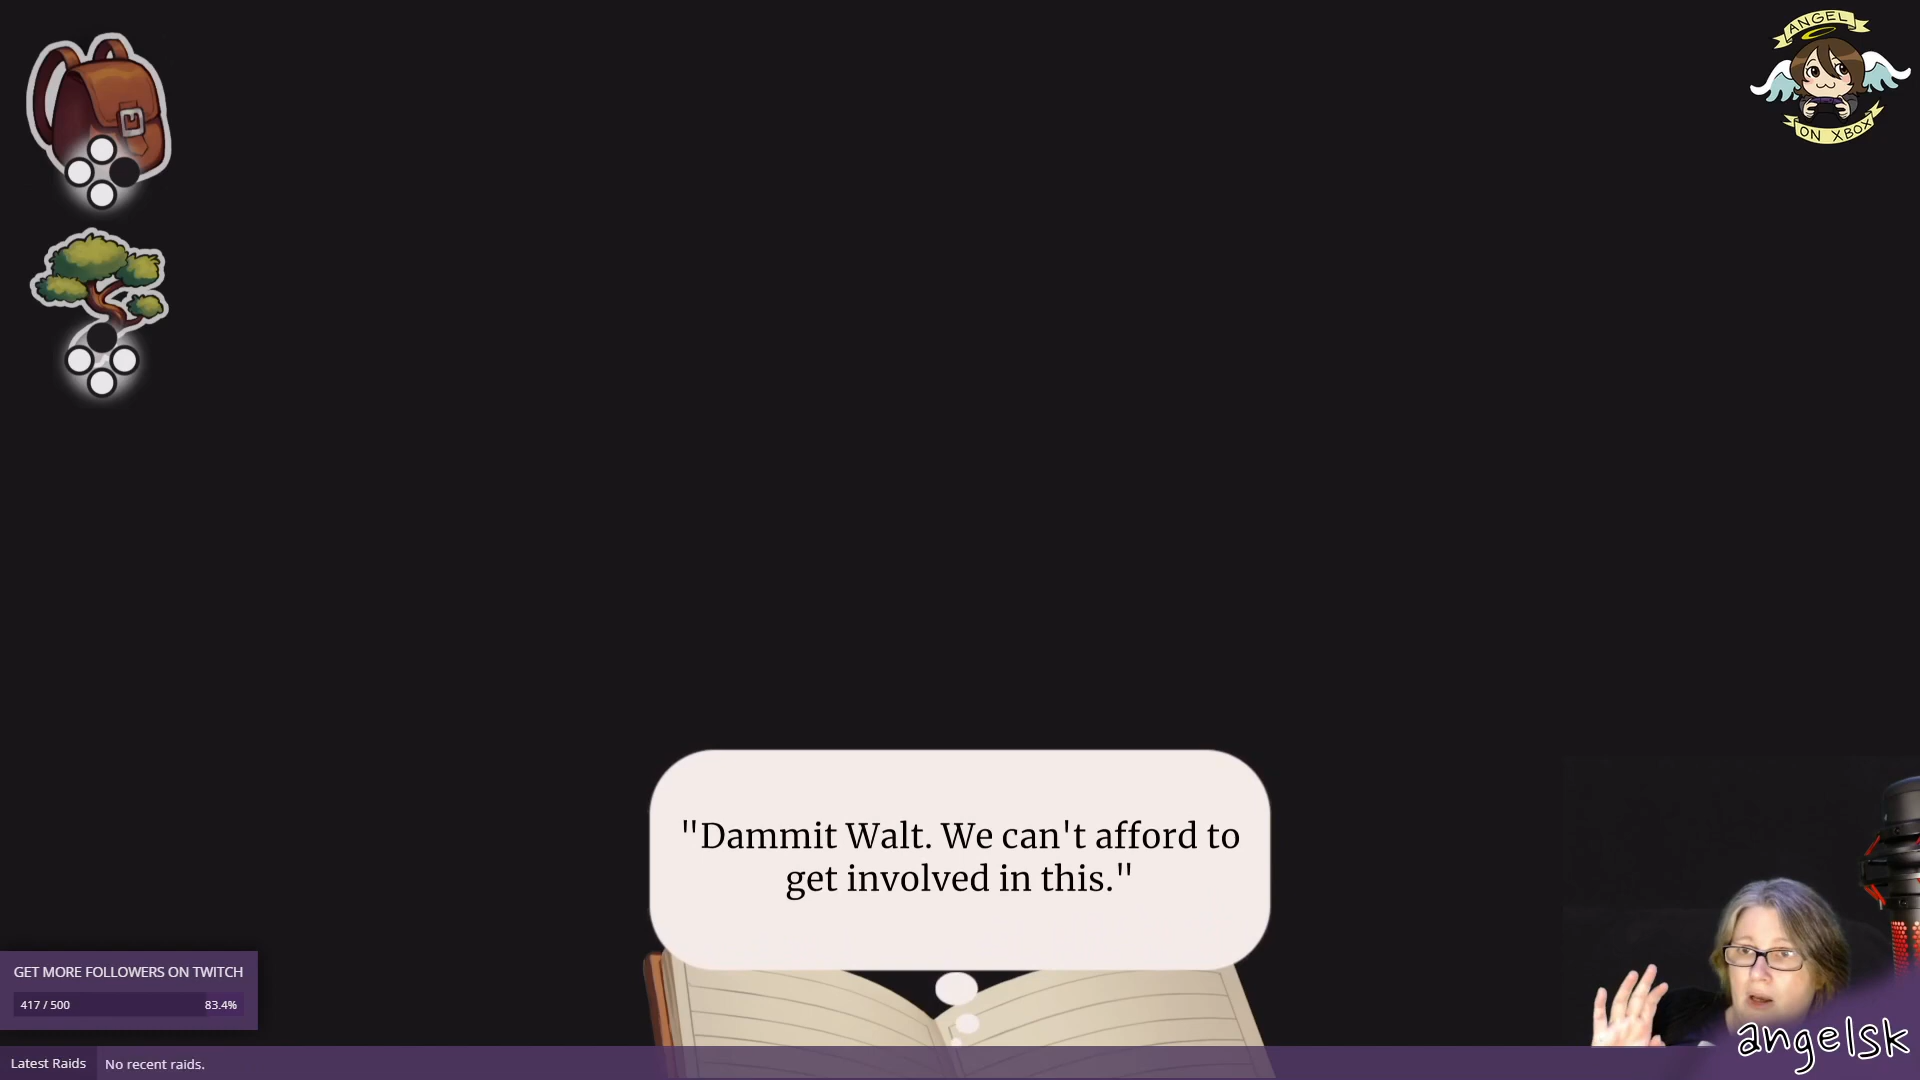 ANGEL
ON XBOX
"Dammit Walt. We can't afford to
get involved in this."
GET MORE FOLLOWERS ON TWITCH
417 / 500 83.4%
Latest Raids No recent raids.
angelsk